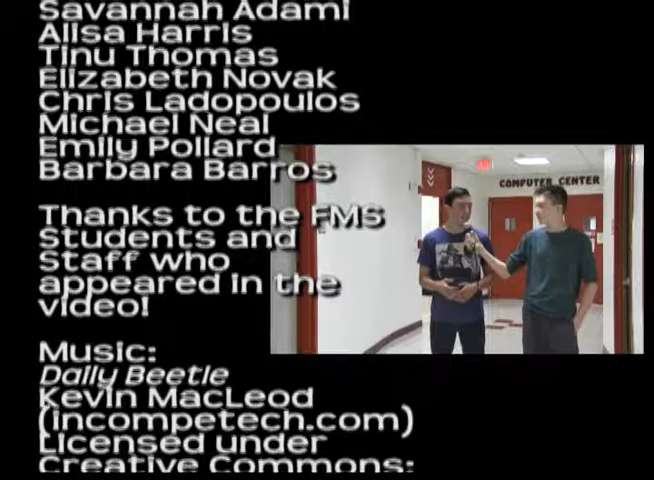 Savannah Adami
Alisa Harris
Tinu Thomas
Elizabeth Novak
Chris Ladopoulos
Michael Neal
Emily Pollard
Barbara Barros
Thanks to the FMS
Students and
Staff who
appeared in the
video!
Music:
Daily Beetle
Kevin MacLeod
(incompetech.com)
Licensed under
Creative Commons:
COMPUTER CENTER